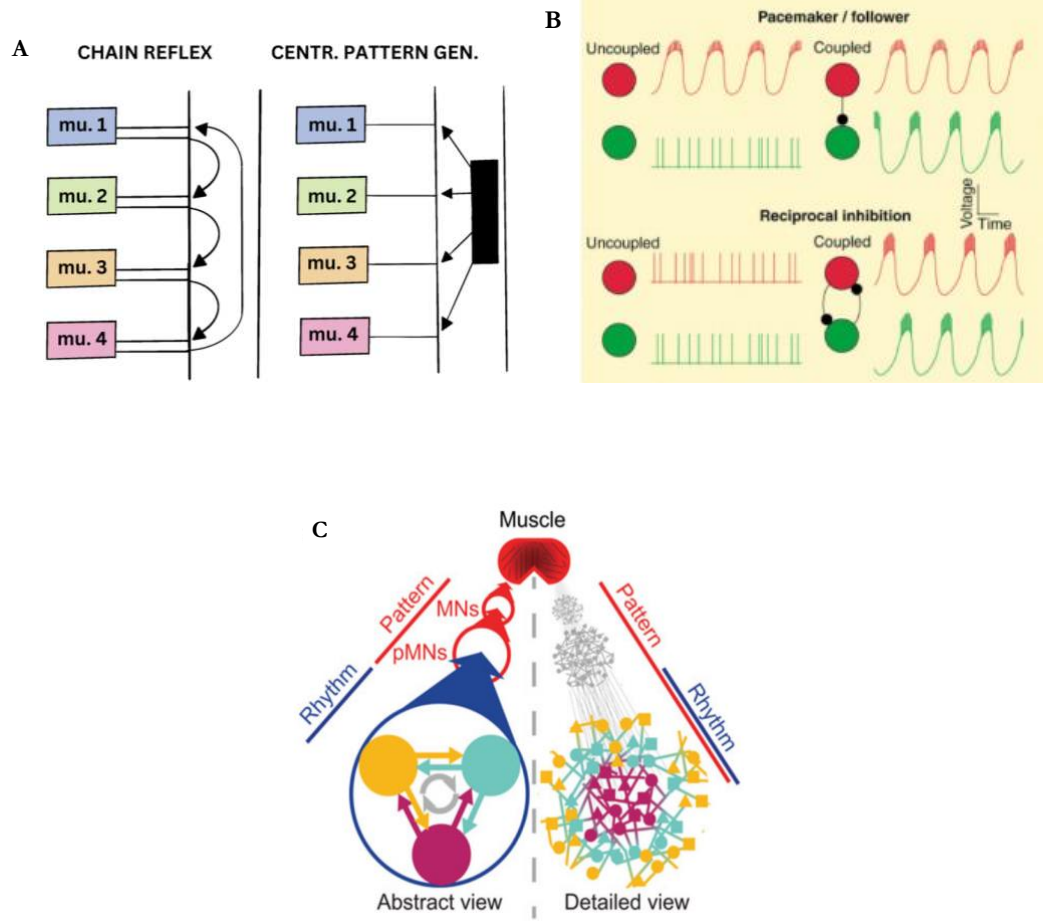 A
CHAIN REFLEX
mu. 1
mu. 2
mu. 3
mu. 4
CENTR. PATTERN GEN.
mu. 1
mu. 2
mu. 3
mu. 4
B
Pacemaker / follower
Uncoupled
Coupled
Voltage
Time
Reciprocal inhibition
Uncoupled
Coupled
C
Muscle
Pattern
Rhythm
MNs
pMNs
Pattern
Rhythm
Abstract view
Detailed view